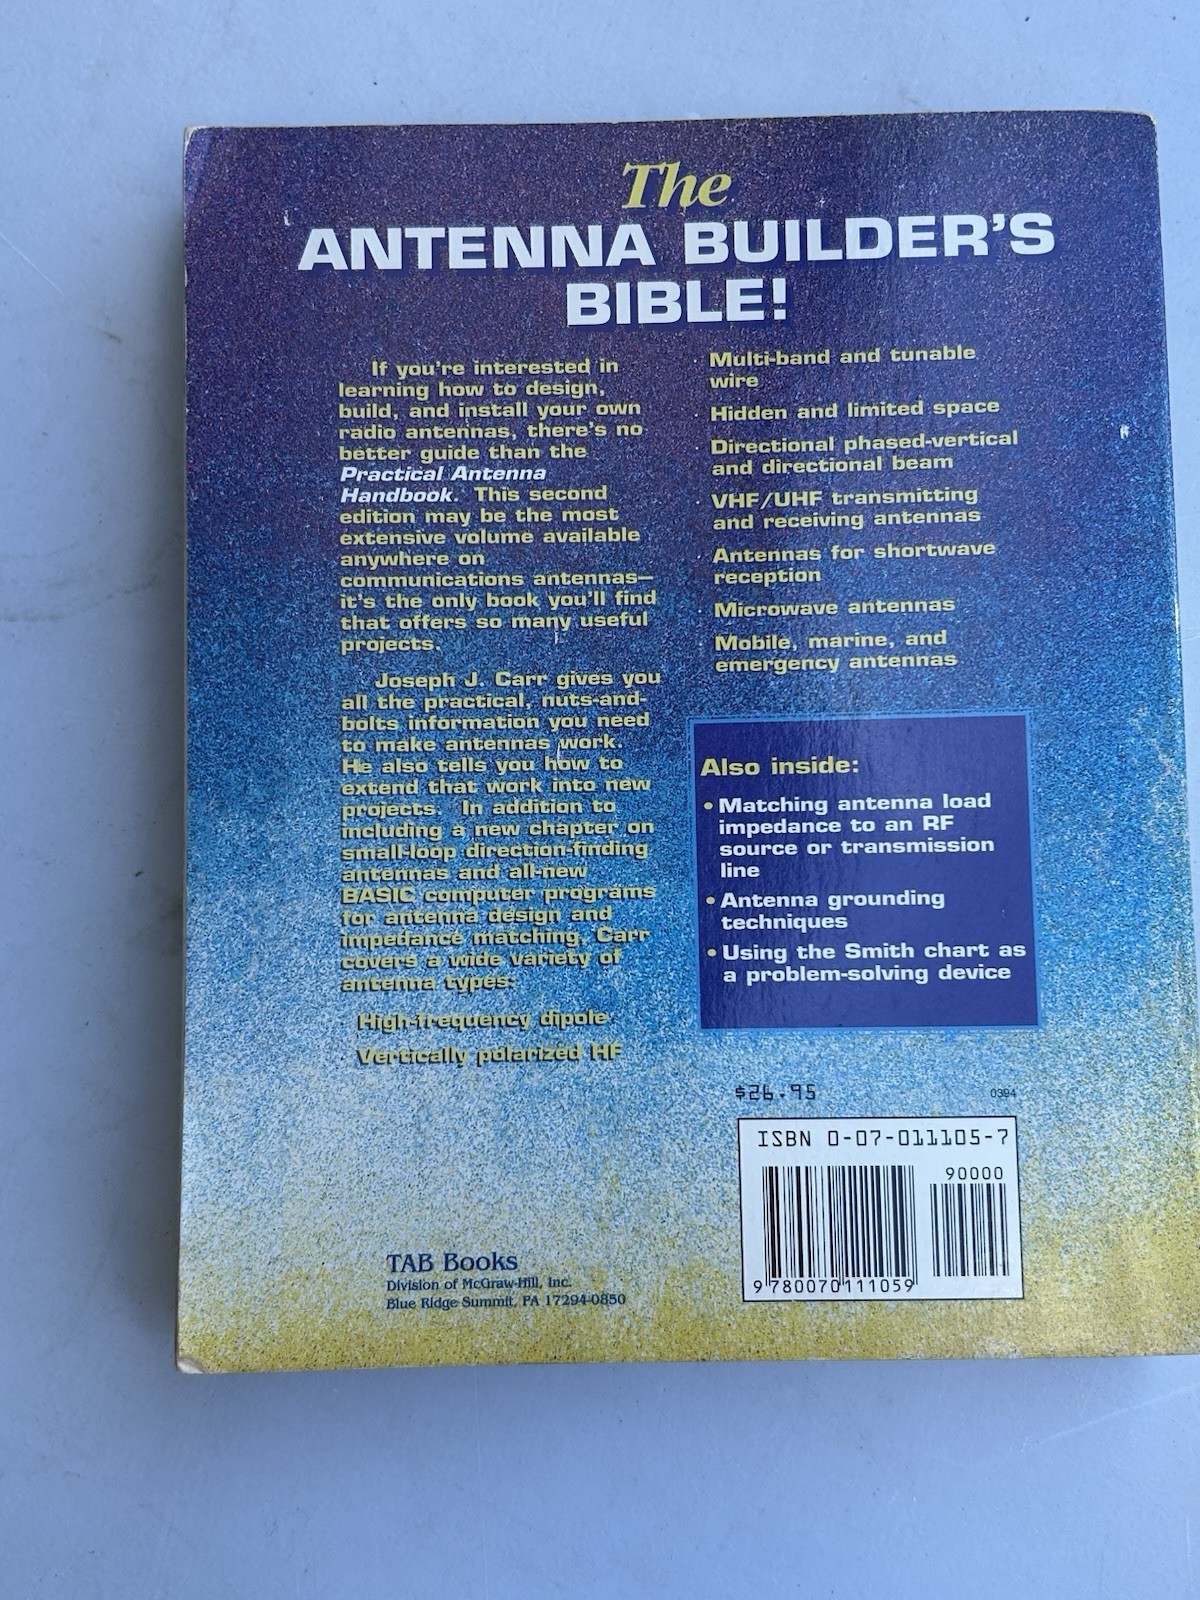 The
ANTENNA BUILDER'S
BIBLE!
If you're interested in
learning how to design,
build, and install your own
radio antennas, there's no
better guide than the
Practical Antenna
Handbook. This second
edition may be the most
extensive volume available
anywhere on
communications antennas—
it's the only book you'll find
that offers so many useful
projects.
Joseph J. Carr gives you
all the practical, nuts-and-
bolts information you need
to make antennas work.
He also tells you how to
extend that work into new
projects. In addition to
including a new chapter on
small-loop direction-finding
antennas and all-new
BASIC computer programs
for antenna design and
impedance matching, Carr
covers a wide variety of
antenna types:
High-frequency dipole
Vertically polarized HF
Multi-band and tunable
wire
Hidden and limited space
Directional phased-vertical
and directional beam
VHF/UHF transmitting
and receiving antennas
Antennas for shortwave
reception
Microwave antennas
Mobile, marine, and
emergency antennas
Also inside:
• Matching antenna load
impedance to an RF
source or transmission
line
• Antenna grounding
techniques
• Using the Smith chart as
a problem-solving device
$26.95
0394
ISBN 0-07-011105-7
90000
9 780070 111059
TAB Books
Division of McGraw-Hill, Inc.
Blue Ridge Summit, PA 17294-0850